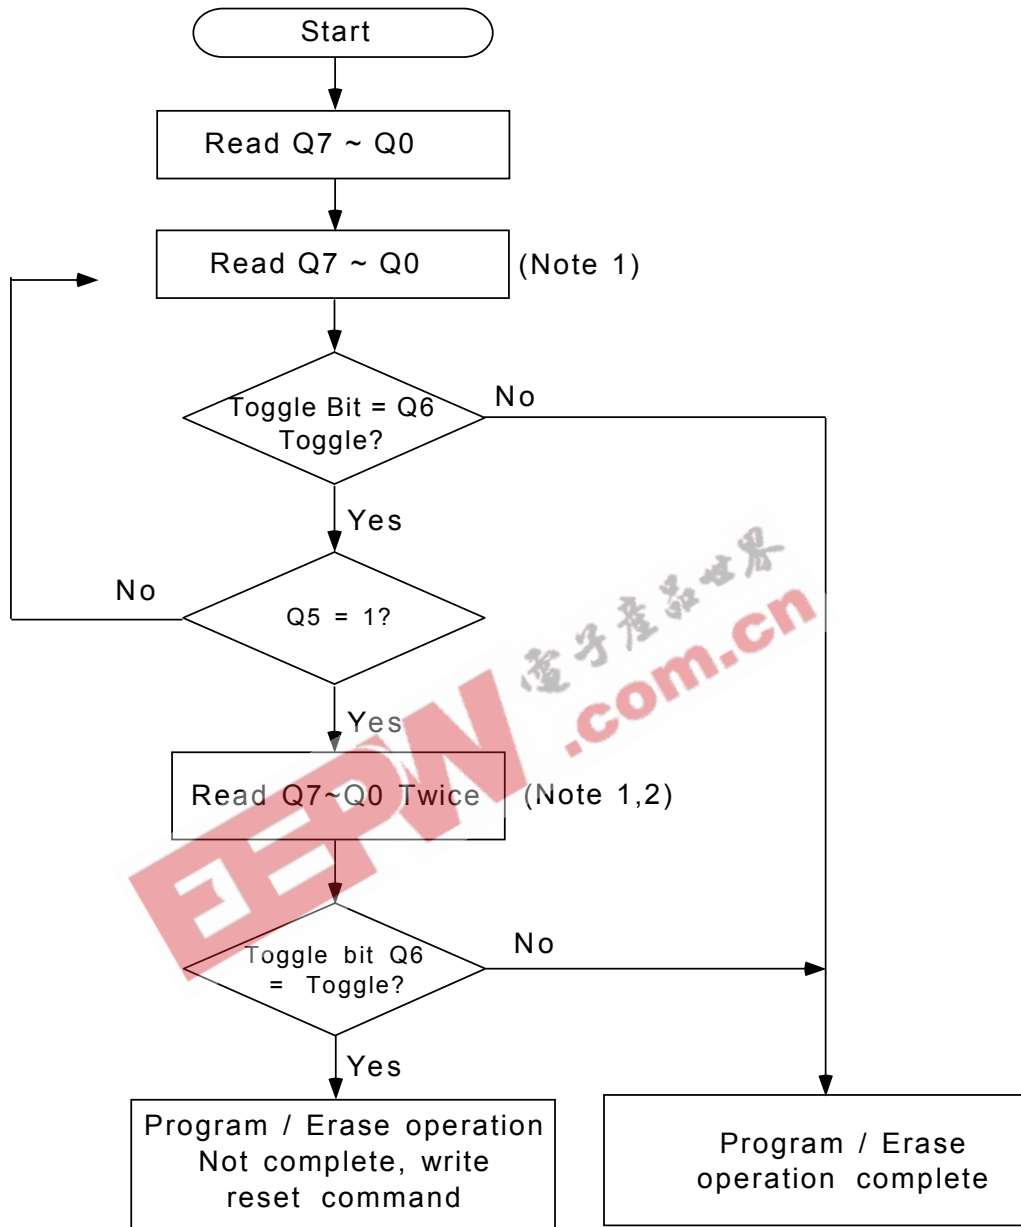 Start
Read Q7 ~ Q0
Read Q7 ~ Q0
(Note 1)
Toggle Bit = Q6
Toggle?
No
Yes
No
Q5 = 1?
Yes
Read Q7~Q0 Twice
(Note 1,2)
Toggle bit Q6
= Toggle?
No
Yes
Program / Erase operation
Not complete, write
reset command
Program / Erase
operation complete
EEPW
電子產品世界
.com.cn